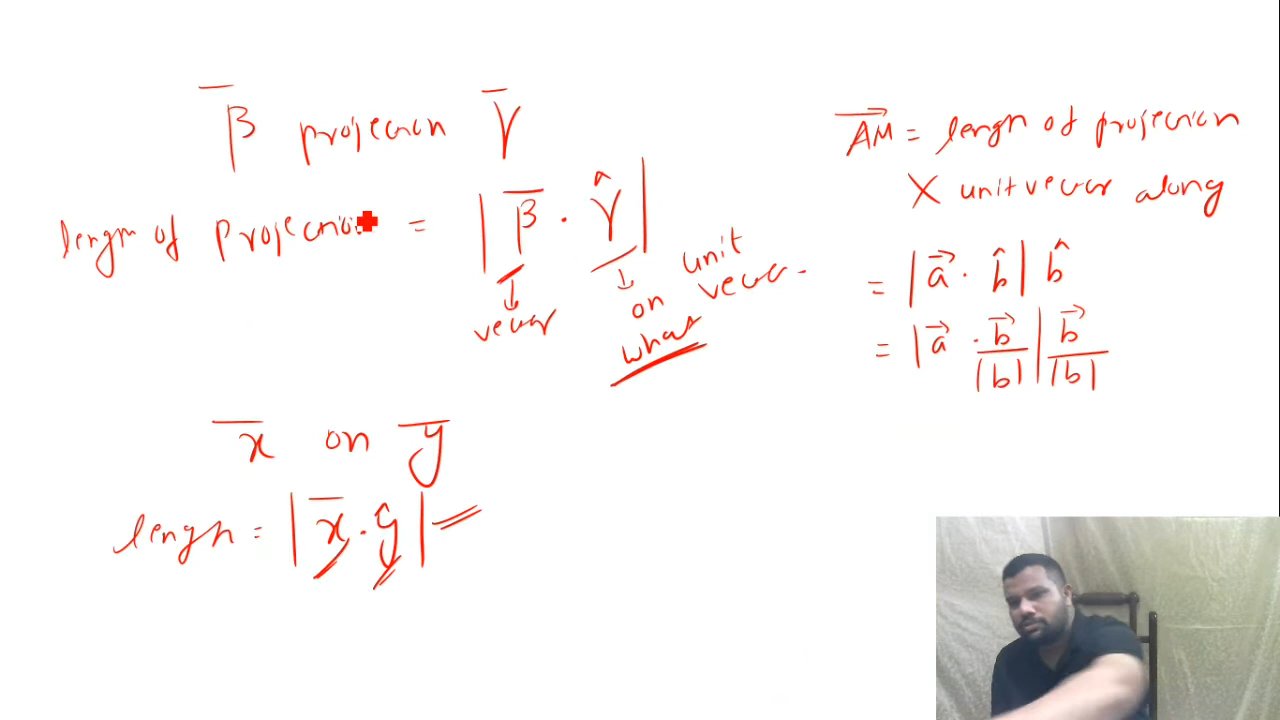 β̅ projection γ̅
length of projection = | β̅ · γ̂ |
vector
on what unit vector
x̅ on y̅
length = | x̅ · ŷ |
AM⃗ = length of projection
X unit vector along
= | a⃗ · b̂ | b̂
= | a⃗ · b⃗/|b| | b⃗/|b|